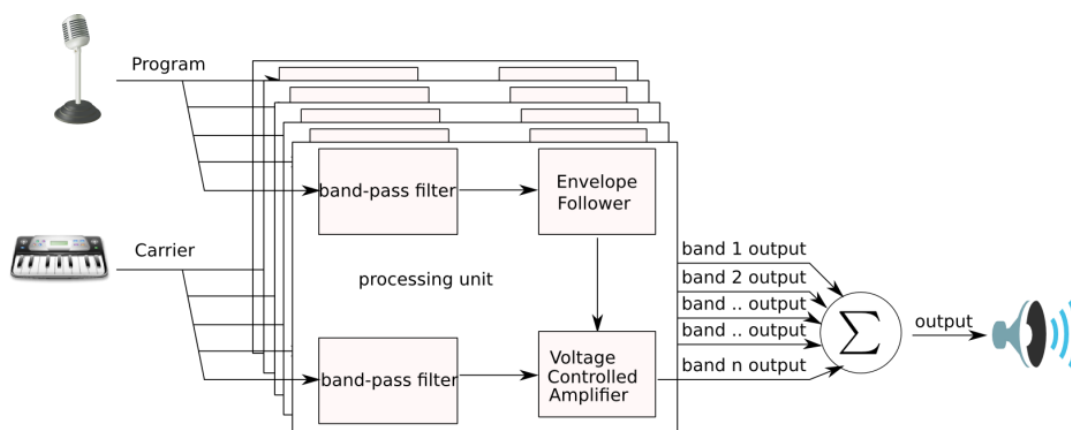 Program
band-pass filter
Envelope
Follower
Carrier
processing unit
band 1 output
band 2 output
band .. output
band .. output
band n output
Σ
output
band-pass filter
Voltage
Controlled
Amplifier